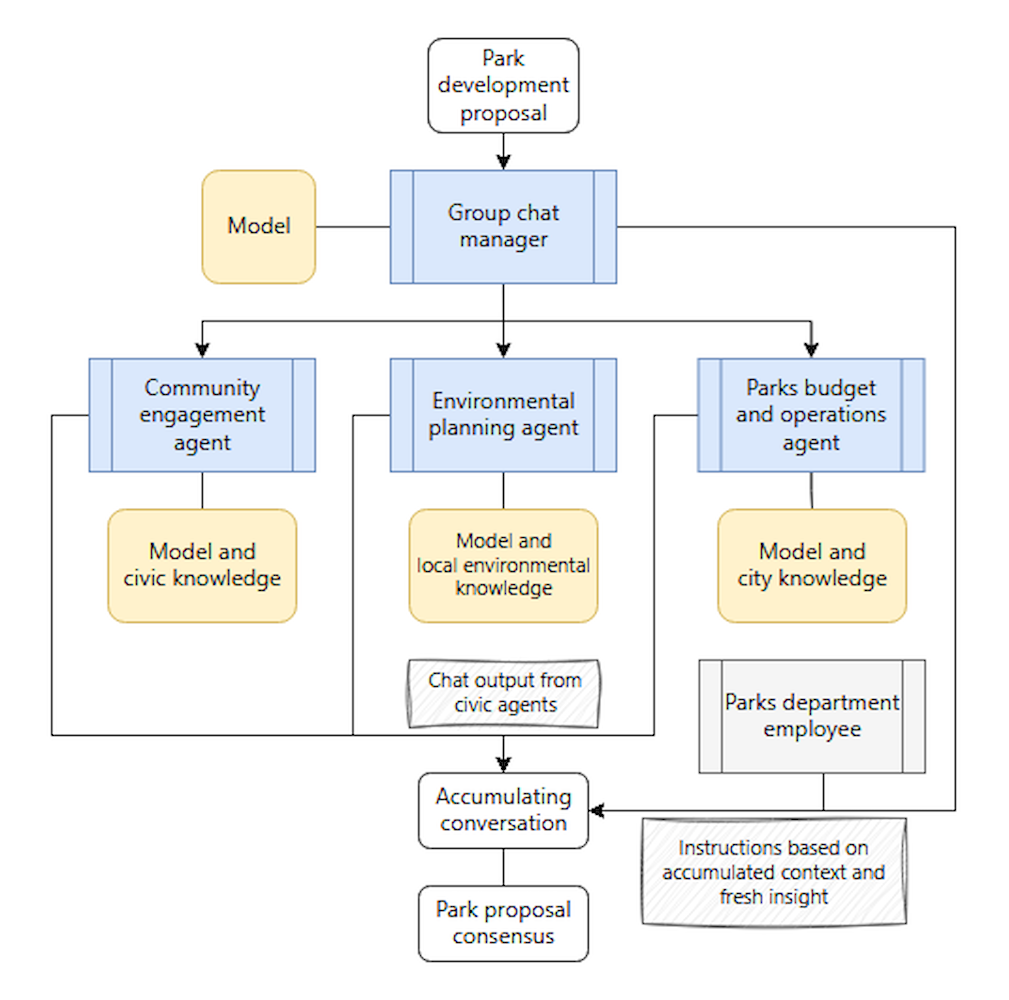 Park
development
proposal
Model
Group chat
manager
Community
engagement
agent
Environmental
planning agent
Parks budget
and operations
agent
Model and
civic knowledge
Model and
local environmental
knowledge
Model and
city knowledge
Chat output from
civic agents
Parks department
employee
Accumulating
conversation
Instructions based on
accumulated context and
fresh insight
Park proposal
consensus